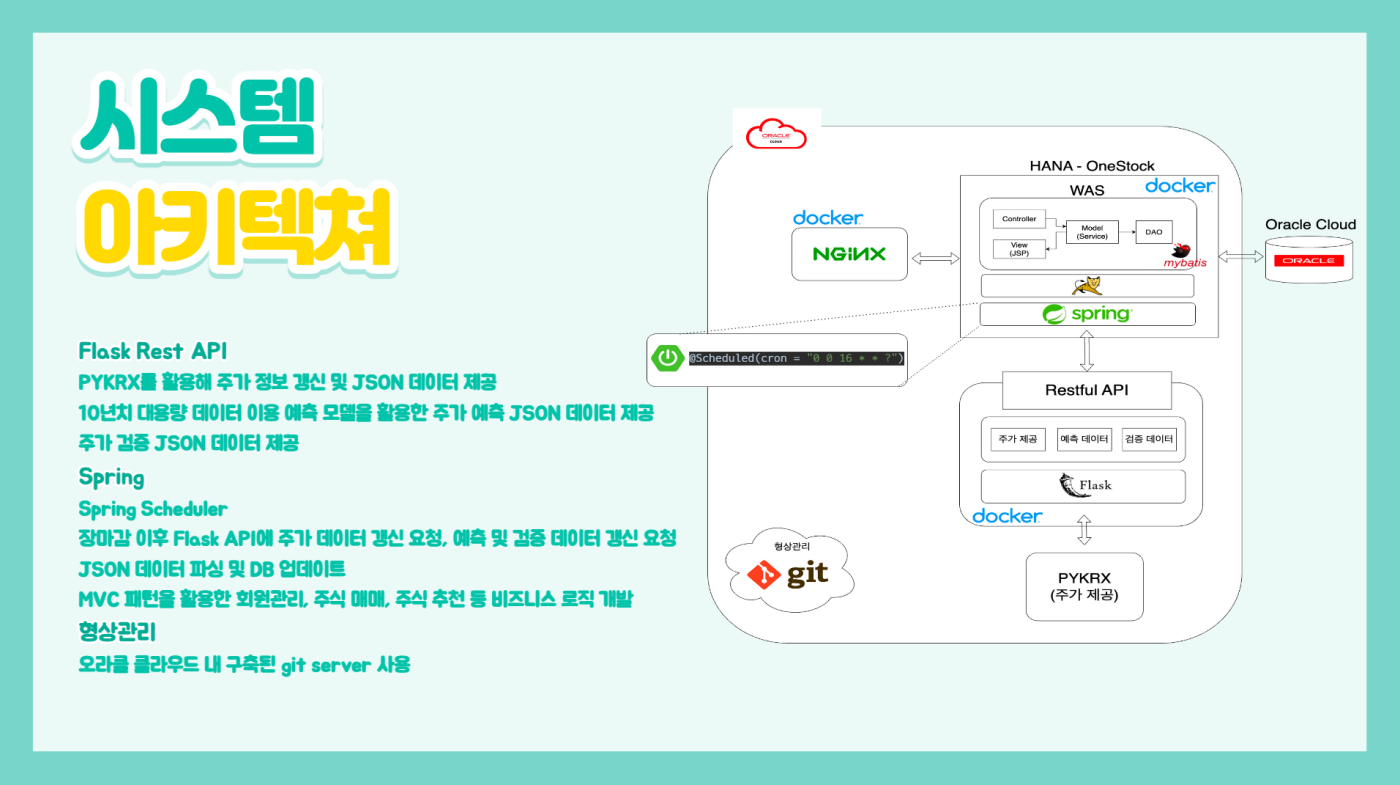 시스템
아키텍쳐
Flask Rest API
PYKRX를 활용해 주가 정보 갱신 및 JSON 데이터 제공
10년치 대용량 데이터 이용 예측 모델을 활용한 주가 예측 JSON 데이터 제공
주가 검증 JSON 데이터 제공
Spring
Spring Scheduler
장마감 이후 Flask API에 주가 데이터 갱신 요청, 예측 및 검증 데이터 갱신 요청
JSON 데이터 파싱 및 DB 업데이트
MVC 패턴을 활용한 회원관리, 주식 매매, 주식 추천 등 비즈니스 로직 개발
형상관리
오라클 클라우드 내 구축된 git server 사용
ORACLE
CLOUD
HANA - OneStock
WAS
docker
Controller
Model
(Service)
DAO
View
(JSP)
mybatis
spring
docker
NGINX
Oracle Cloud
ORACLE
@Scheduled(cron = "0 0 16 * * ?")
Restful API
주가 제공
예측 데이터
검증 데이터
Flask
docker
PYKRX
(주가 제공)
형상관리
git